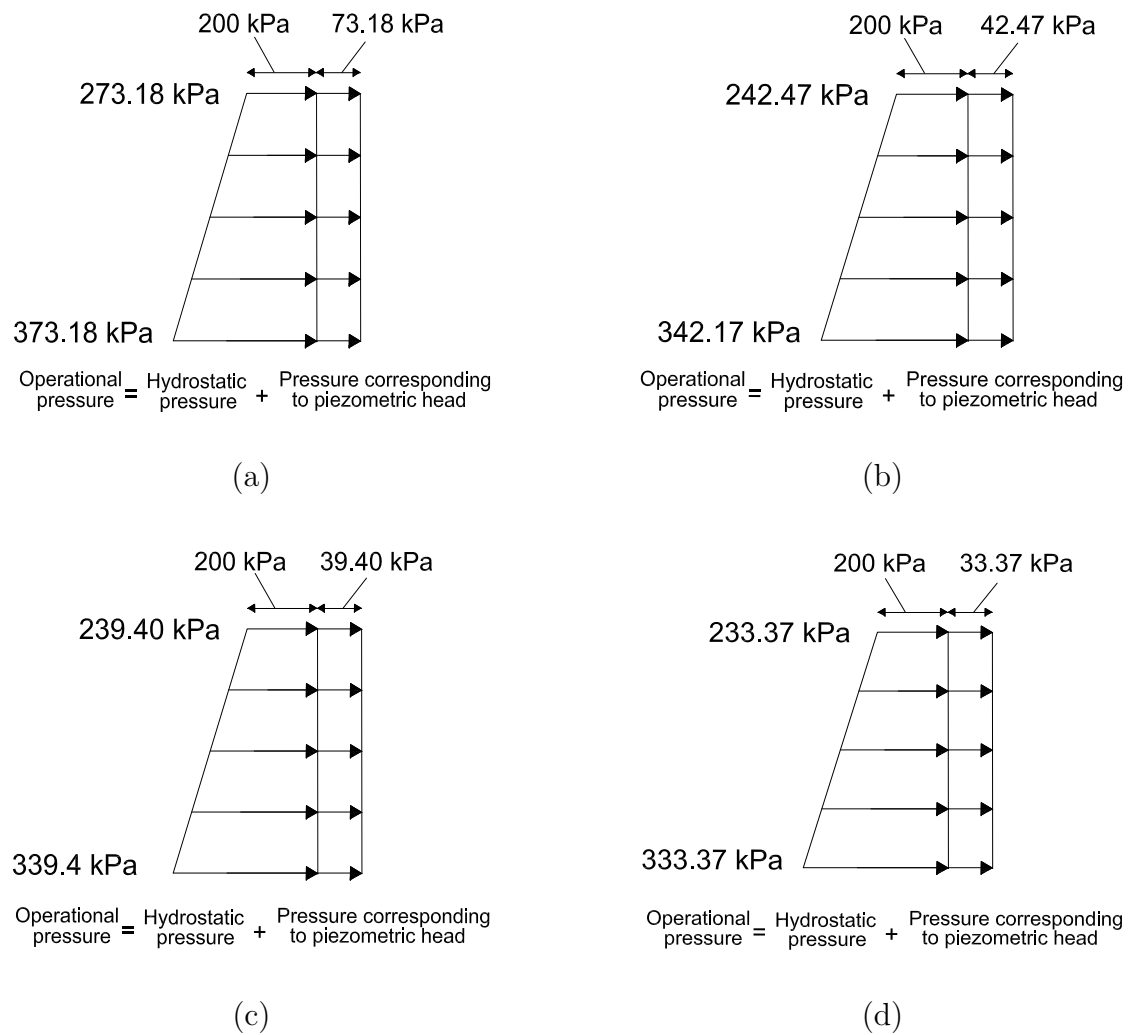 200 kPa 73.18 kPa
273.18 kPa
373.18 kPa
Operational pressure = Hydrostatic pressure + Pressure corresponding to piezometric head
(a)
200 kPa 42.47 kPa
242.47 kPa
342.17 kPa
Operational pressure = Hydrostatic pressure + Pressure corresponding to piezometric head
(b)
200 kPa 39.40 kPa
239.40 kPa
339.4 kPa
Operational pressure = Hydrostatic pressure + Pressure corresponding to piezometric head
(c)
200 kPa 33.37 kPa
233.37 kPa
333.37 kPa
Operational pressure = Hydrostatic pressure + Pressure corresponding to piezometric head
(d)